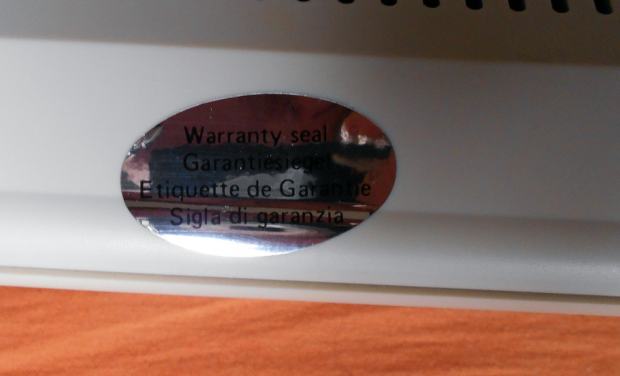 Warranty seal
Garantiesiegel
Etiquette de Garantie
Sigla di garanzia